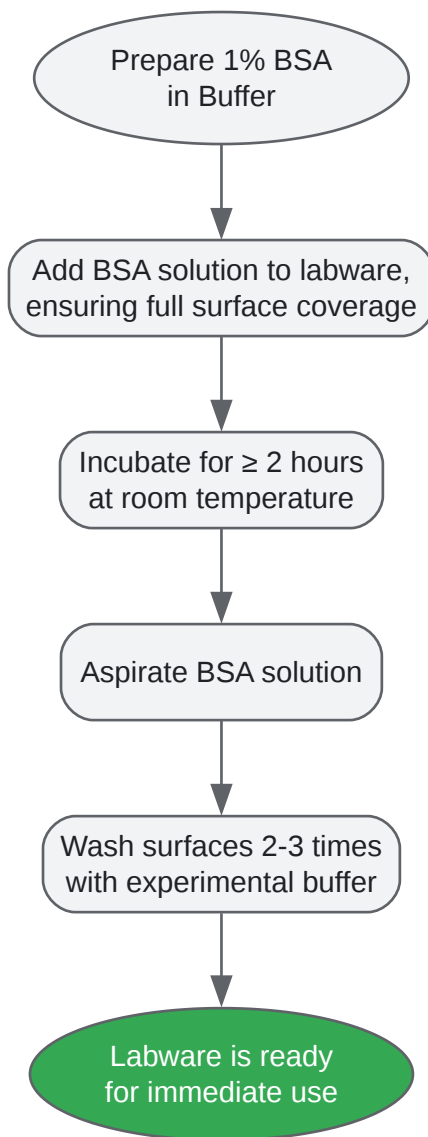 Prepare 1% BSA
in Buffer
Add BSA solution to labware,
ensuring full surface coverage
Incubate for ≥ 2 hours
at room temperature
Aspirate BSA solution
Wash surfaces 2-3 times
with experimental buffer
Labware is ready
for immediate use